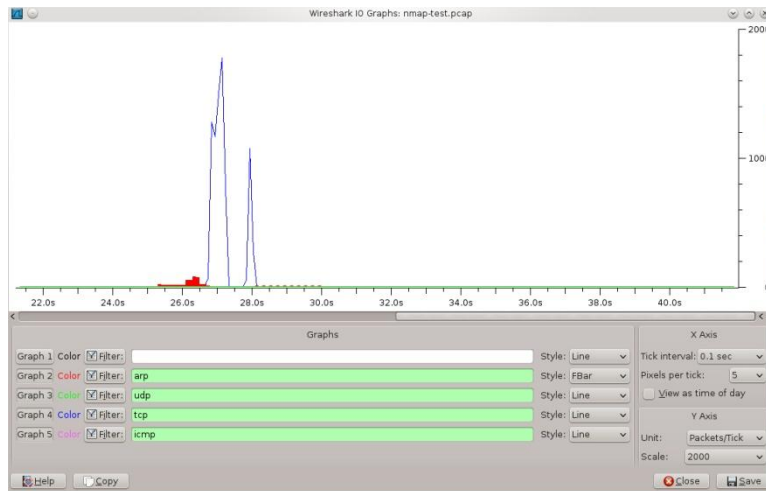 Wireshark IO Graphs: nmap-test.pcap
2000
1000
0
22.0s 24.0s 26.0s 28.0s 30.0s 32.0s 34.0s 36.0s 38.0s 40.0s
Graphs
X Axis
Graph 1 Color Filter: Style: Line
Tick interval: 0.1 sec
Graph 2 Color Filter: arp Style: FBar
Pixels per tick: 5
Graph 3 Color Filter: udp Style: Line
View as time of day
Graph 4 Color Filter: tcp Style: Line
Y Axis
Graph 5 Color Filter: icmp Style: Line
Unit: Packets/Tick
Scale: 2000
Help Copy Close Save